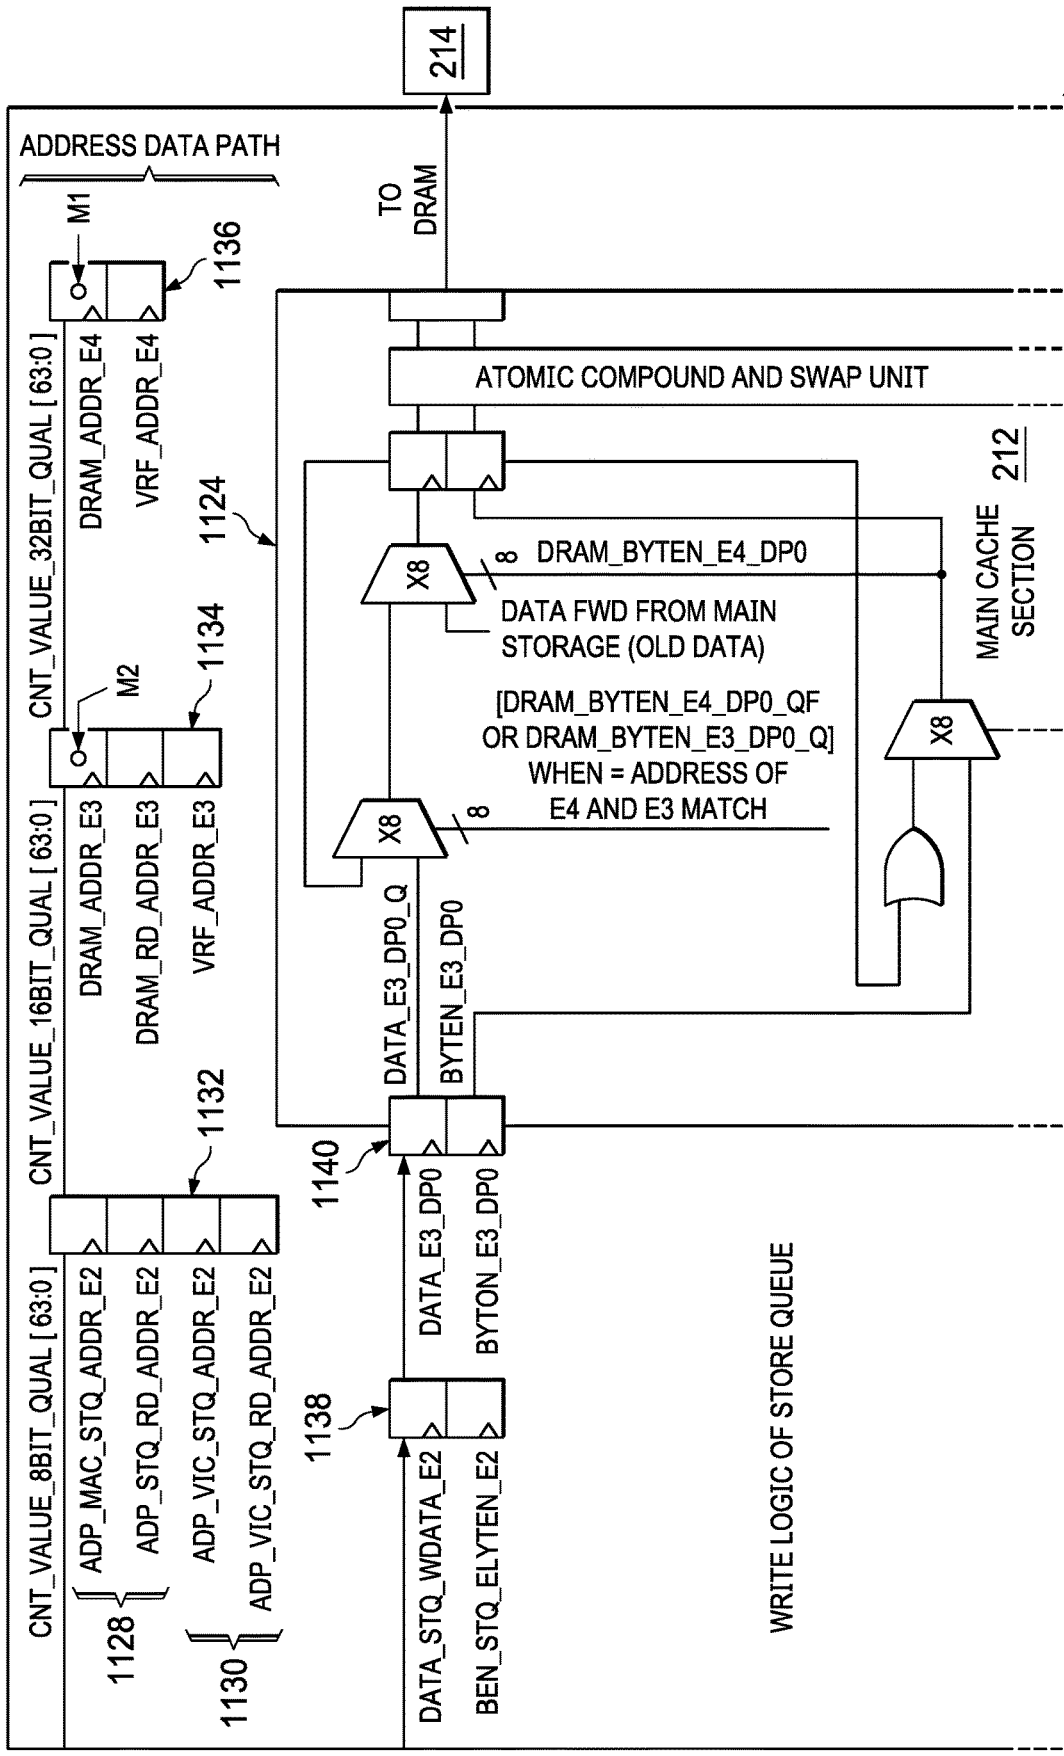 ADDRESS DATA PATH
CNT_VALUE_8BIT_QUAL [ 63:0 ]
CNT_VALUE_16BIT_QUAL [ 63:0 ]
CNT_VALUE_32BIT_QUAL [ 63:0 ]
ADP_MAC_STQ_ADDR_E2
ADP_STQ_RD_ADDR_E2
ADP_VIC_STQ_ADDR_E2
ADP_VIC_STQ_RD_ADDR_E2
1128
1130
1132
DRAM_ADDR_E3
DRAM_RD_ADDR_E3
VRF_ADDR_E3
M2
1134
DRAM_ADDR_E4
VRF_ADDR_E4
M1
1136
1124
TO
DRAM
214
DATA_STQ_WDATA_E2
BEN_STQ_ELYTEN_E2
1138
DATA_E3_DP0
BYTON_E3_DP0
1140
DATA_E3_DP0_Q
BYTEN_E3_DP0
X8
8
[DRAM_BYTEN_E4_DP0_QF
OR DRAM_BYTEN_E3_DP0_Q]
WHEN = ADDRESS OF
E4 AND E3 MATCH
X8
8
DRAM_BYTEN_E4_DP0
DATA FWD FROM MAIN
STORAGE (OLD DATA)
X8
ATOMIC COMPOUND AND SWAP UNIT
MAIN CACHE
SECTION
212
WRITE LOGIC OF STORE QUEUE